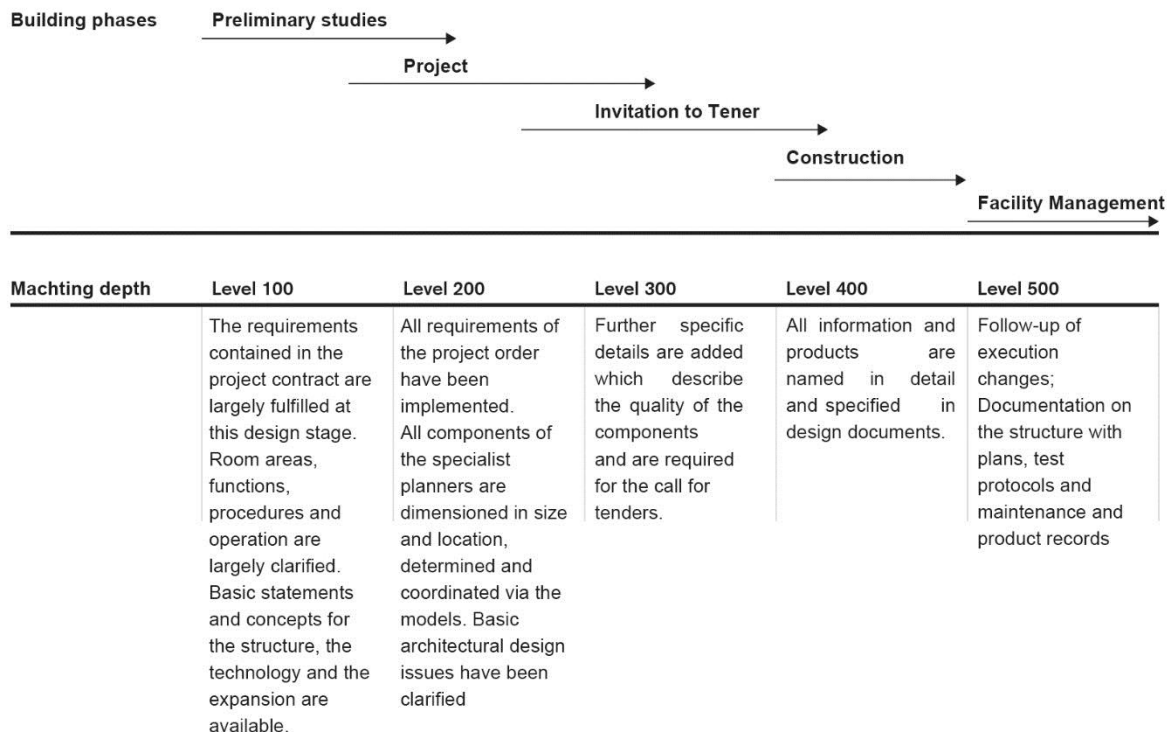 Building phases
Preliminary studies
Project
Invitation to Tener
Construction
Facility Management
Machting depth
Level 100
Level 200
Level 300
Level 400
Level 500
The requirements
contained in the
project contract are
largely fulfilled at
this design stage.
Room areas,
functions,
procedures and
operation are
largely clarified.
Basic statements
and concepts for
the structure, the
technology and the
expansion are
available.
All requirements of
the project order
have been
implemented.
All components of
the specialist
planners are
dimensioned in size
and location,
determined and
coordinated via the
models. Basic
architectural design
issues have been
clarified
Further specific
details are added
which describe
the quality of the
components
and are required
for the call for
tenders.
All information and
products are
named in detail
and specified in
design documents.
Follow-up of
execution
changes;
Documentation on
the structure with
plans, test
protocols and
maintenance and
product records